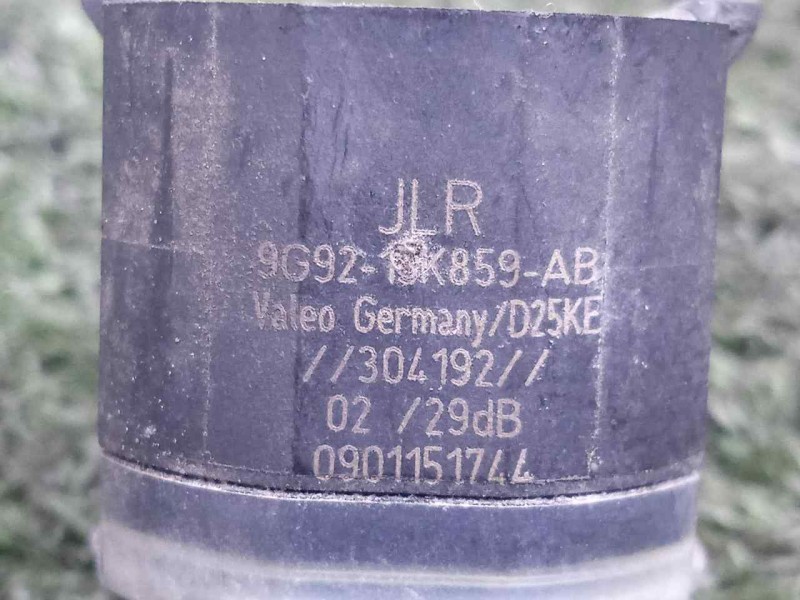 JLR
9G92-15K859-AB
Valeo Germany/D25KE
//304192//
02 /29dB
0901151744